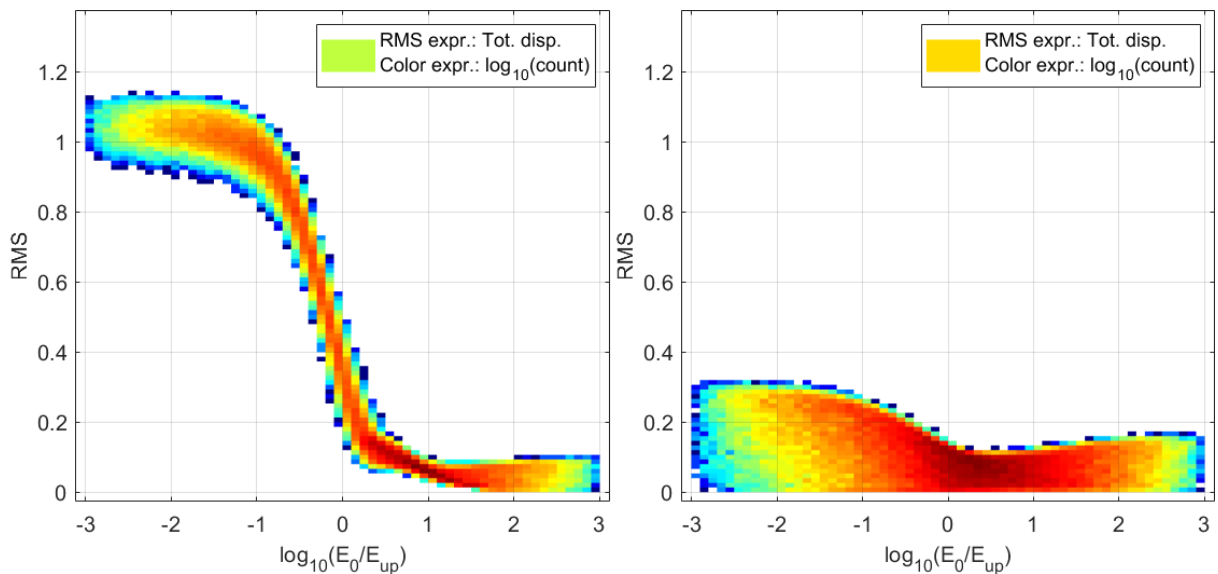 RMS expr.: Tot. disp.
Color expr.: log10(count)
1.2
1
0.8
0.6
0.4
0.2
0
RMS
-3 -2 -1 0 1 2 3
log10(E0/Eup)
RMS expr.: Tot. disp.
Color expr.: log10(count)
1.2
1
0.8
0.6
0.4
0.2
0
RMS
-3 -2 -1 0 1 2 3
log10(E0/Eup)